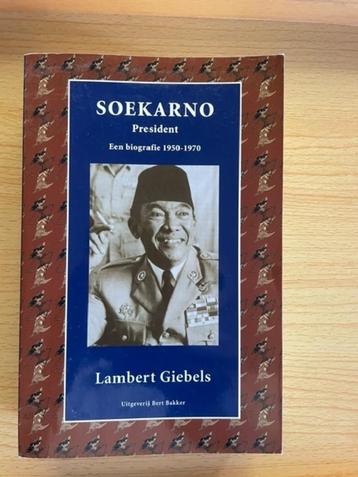 SOEKARNO
President
Een biografie 1950-1970
Lambert Giebels
Uitgeverij Bert Bakker